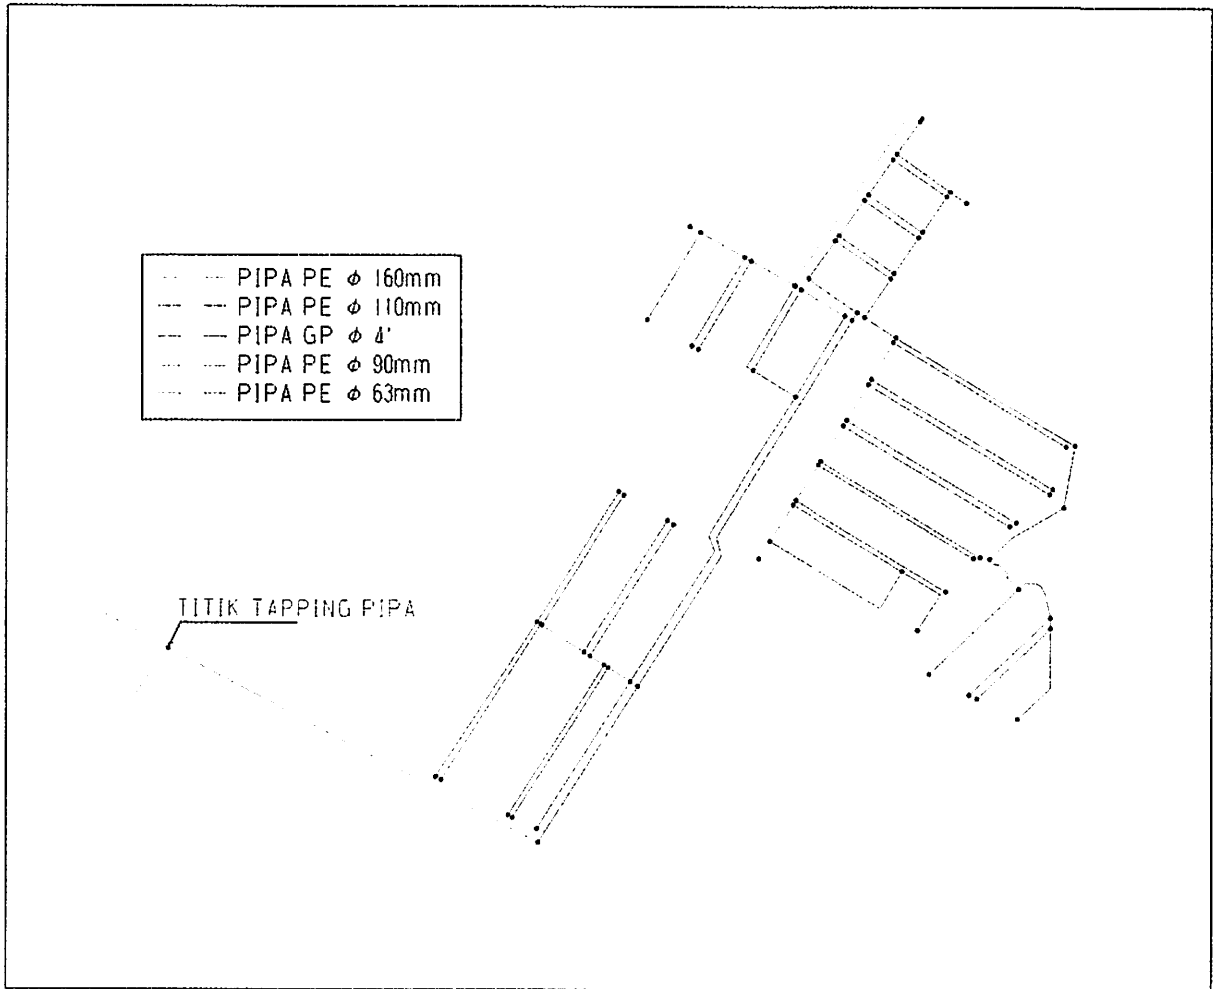 PIPA PE ϕ 160mm
PIPA PE ϕ 110mm
PIPA GP ϕ 4'
PIPA PE ϕ 90mm
PIPA PE ϕ 63mm
TITIK TAPPING PIPA